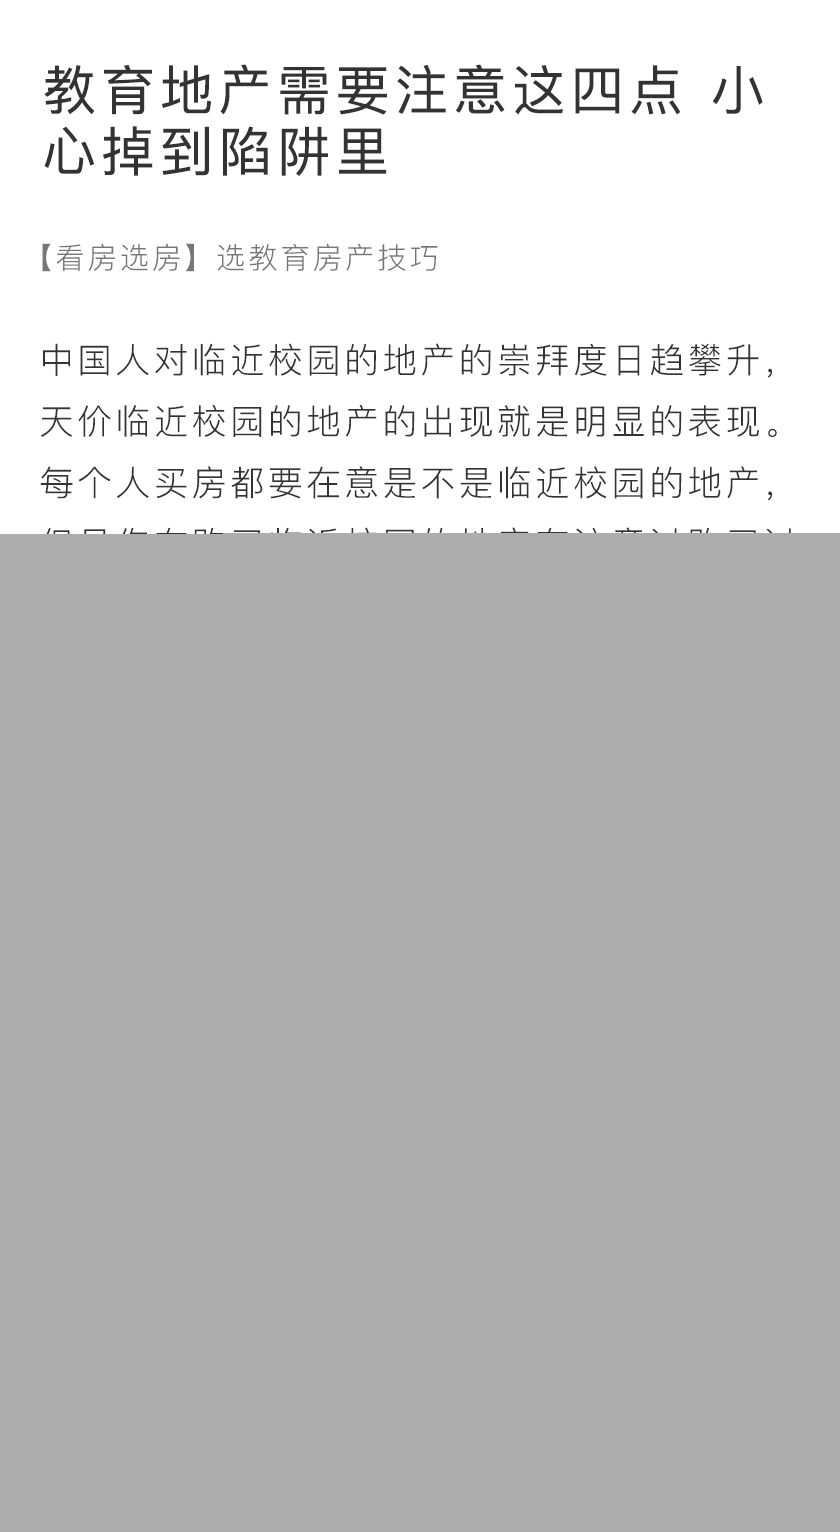 教育地产需要注意这四点 小
心掉到陷阱里
【看房选房】选教育房产技巧
中国人对临近校园的地产的崇拜度日趋攀升,
天价临近校园的地产的出现就是明显的表现。
每个人买房都要在意是不是临近校园的地产,